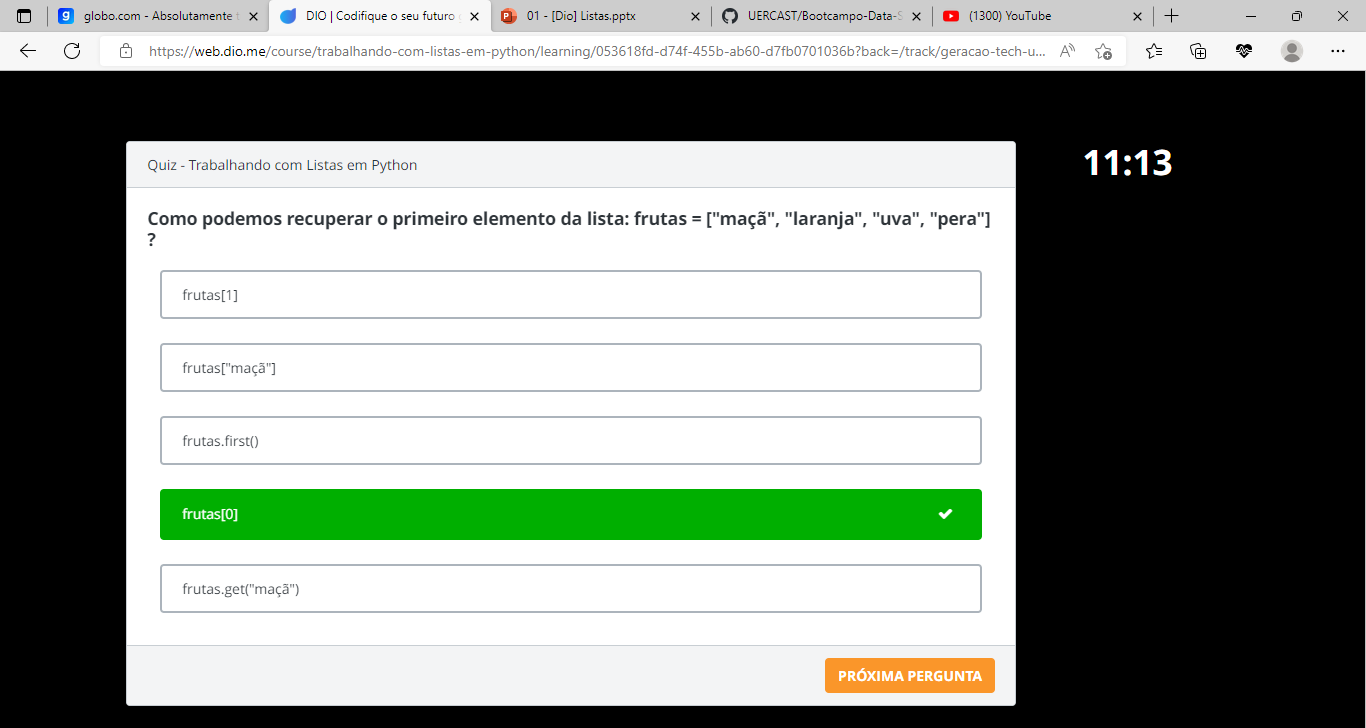 globo.com - Absolutamente t
DIO | Codifique o seu futuro
01 - [Dio] Listas.pptx
UERCAST/Bootcampo-Data-S
(1300) YouTube
https://web.dio.me/course/trabalhando-com-listas-em-python/learning/053618fd-d74f-455b-ab60-d7fb0701036b?back=/track/geracao-tech-u...
Quiz - Trabalhando com Listas em Python
11:13
Como podemos recuperar o primeiro elemento da lista: frutas = ["maçã", "laranja", "uva", "pera"]
?
frutas[1]
frutas["maçã"]
frutas.first()
frutas[0]
frutas.get("maçã")
PRÓXIMA PERGUNTA